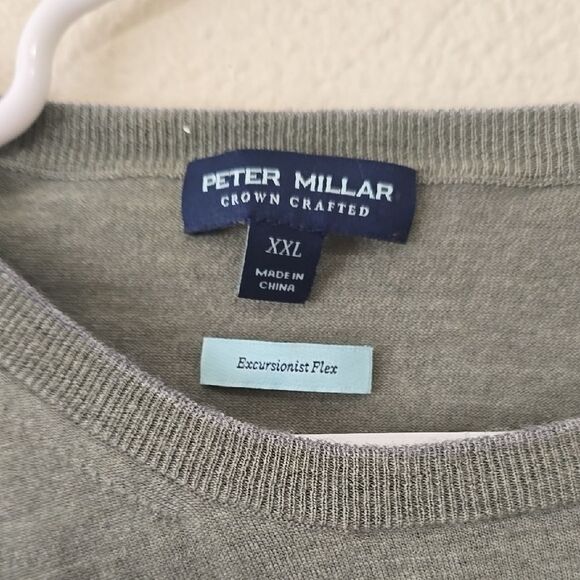 PETER MILLAR
CROWN CRAFTED
XXL
MADE IN
CHINA
Excursionist Flex